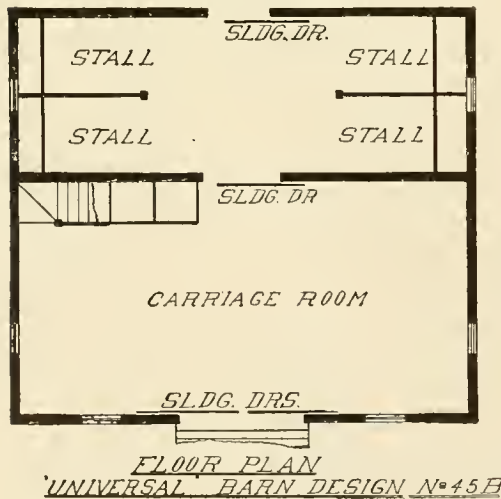 SLDG. DR.
STALL STALL
STALL STALL
SLDG. DR
CARRIAGE ROOM
SLDG. DRS.
FLOOR PLAN
"UNIVERSAL" BARN DESIGN Nº 45B